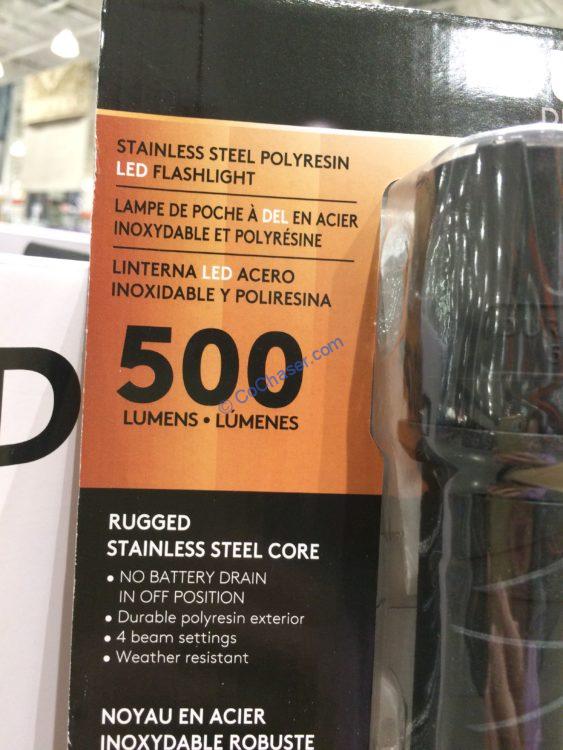 STAINLESS STEEL POLYRESIN
LED FLASHLIGHT
LAMPE DE POCHE À DEL EN ACIER
INOXYDABLE ET POLYRÉSINE
LINTERNA LED ACERO
INOXIDABLE Y POLIRESINA
500
LUMENS • LÚMENES
© CoChaser.com
RUGGED
STAINLESS STEEL CORE
• NO BATTERY DRAIN
IN OFF POSITION
• Durable polyresin exterior
• 4 beam settings
• Weather resistant
NOYAU EN ACIER
INOXYDABLE ROBUSTE
D